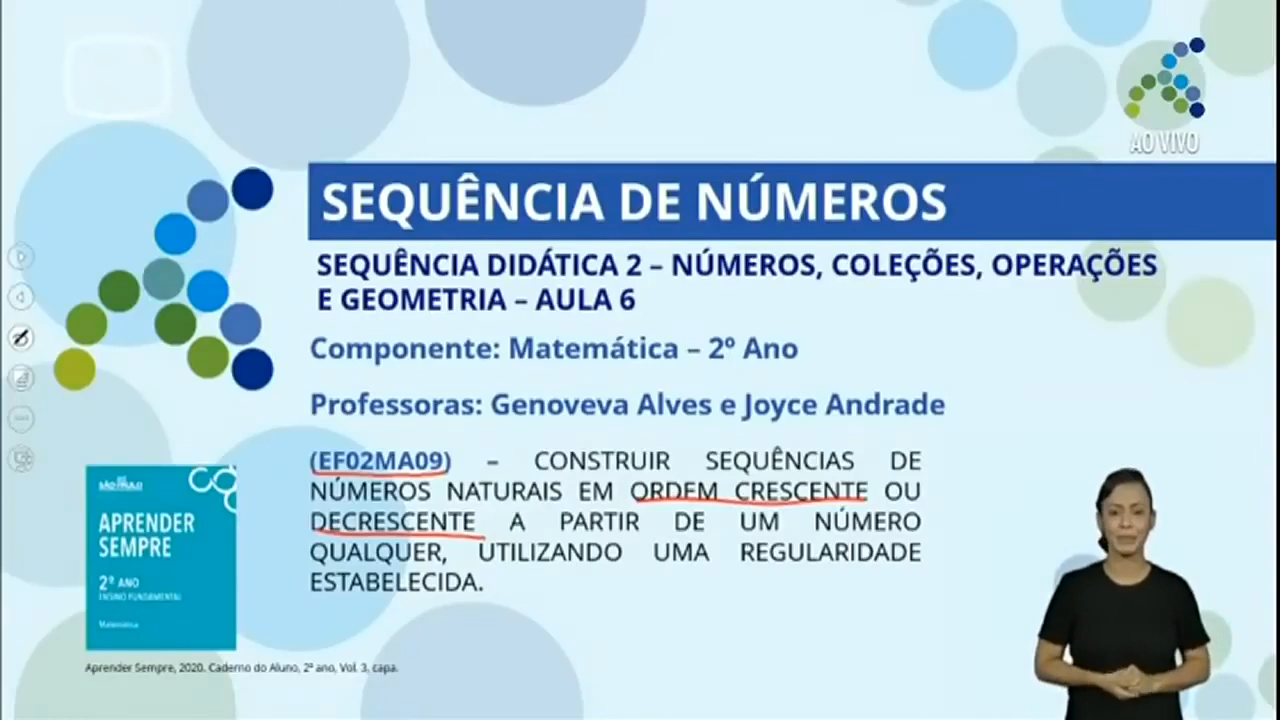 AO VIVO
SEQUÊNCIA DE NÚMEROS
SEQUÊNCIA DIDÁTICA 2 – NÚMEROS, COLEÇÕES, OPERAÇÕES
E GEOMETRIA – AULA 6
Componente: Matemática – 2º Ano
Professoras: Genoveva Alves e Joyce Andrade
(EF02MA09) – CONSTRUIR SEQUÊNCIAS DE
NÚMEROS NATURAIS EM ORDEM CRESCENTE OU
DECRESCENTE A PARTIR DE UM NÚMERO
QUALQUER, UTILIZANDO UMA REGULARIDADE
ESTABELECIDA.
SÃO PAULO
APRENDER
SEMPRE
2º ANO
ENSINO FUNDAMENTAL
Matemática
Aprender Sempre, 2020. Caderno do Aluno, 2º ano, Vol. 3, capa.